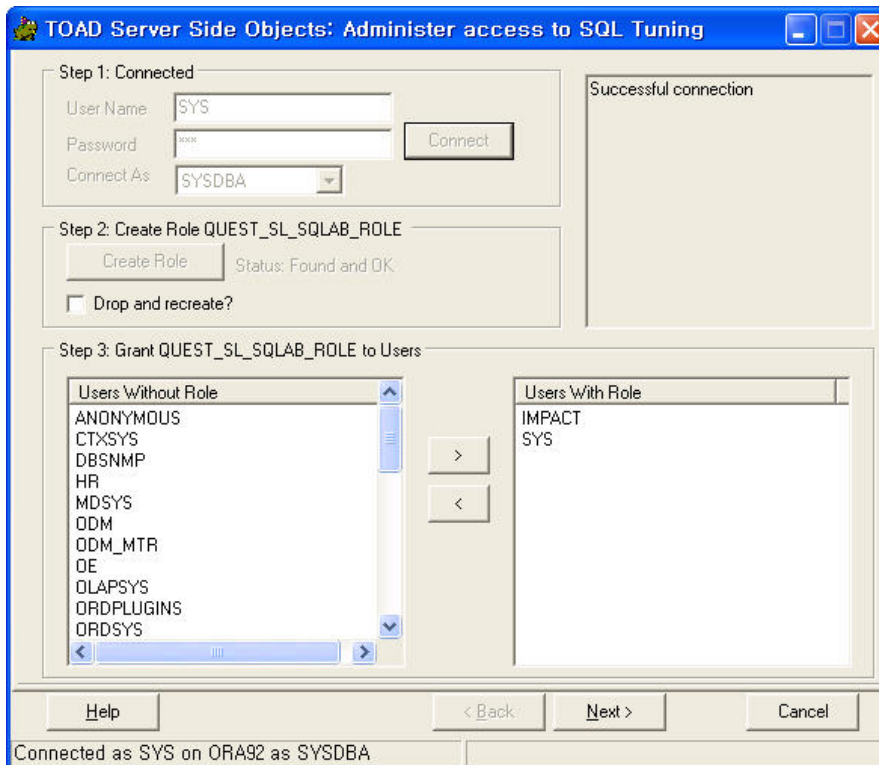 TOAD Server Side Objects: Administer access to SQL Tuning
Step 1: Connected
User Name
SYS
Password
***
Connect
Connect As
SYSDBA
Successful connection
Step 2: Create Role QUEST_SL_SQLAB_ROLE
Create Role
Status: Found and OK
Drop and recreate?
Step 3: Grant QUEST_SL_SQLAB_ROLE to Users
Users Without Role
ANONYMOUS
CTXSYS
DBSNMP
HR
MDSYS
ODM
ODM_MTR
OE
OLAPSYS
ORDPLUGINS
ORDSYS
>
<
Users With Role
IMPACT
SYS
Help
< Back
Next >
Cancel
Connected as SYS on ORA92 as SYSDBA